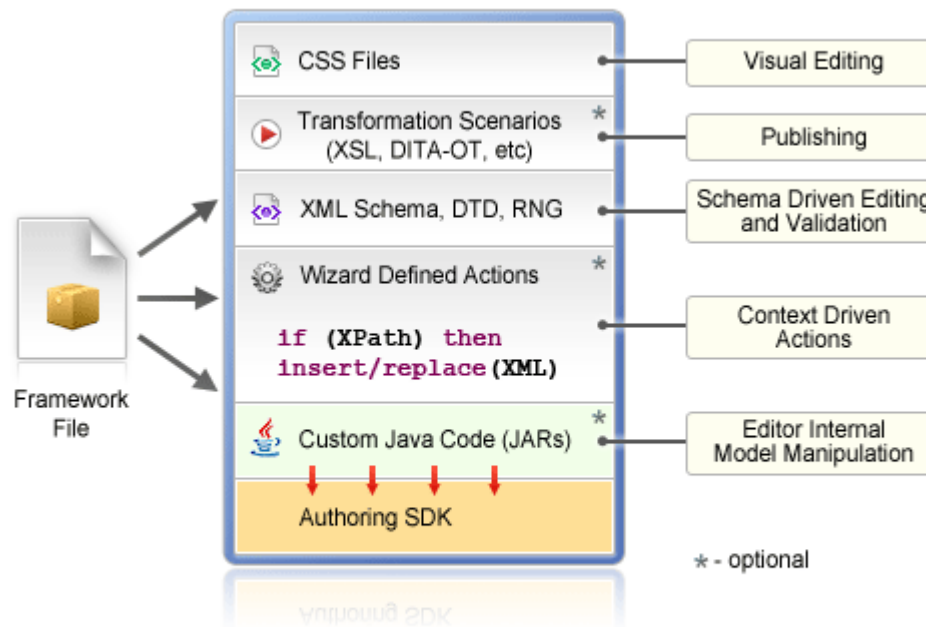 CSS Files
Visual Editing
Transformation Scenarios *
(XSL, DITA-OT, etc)
Publishing
XML Schema, DTD, RNG
Schema Driven Editing
and Validation
Wizard Defined Actions *
if (XPath) then
insert/replace(XML)
Context Driven
Actions
Framework
File
Custom Java Code (JARs) *
Editor Internal
Model Manipulation
Authoring SDK
* - optional
Authoring SDK